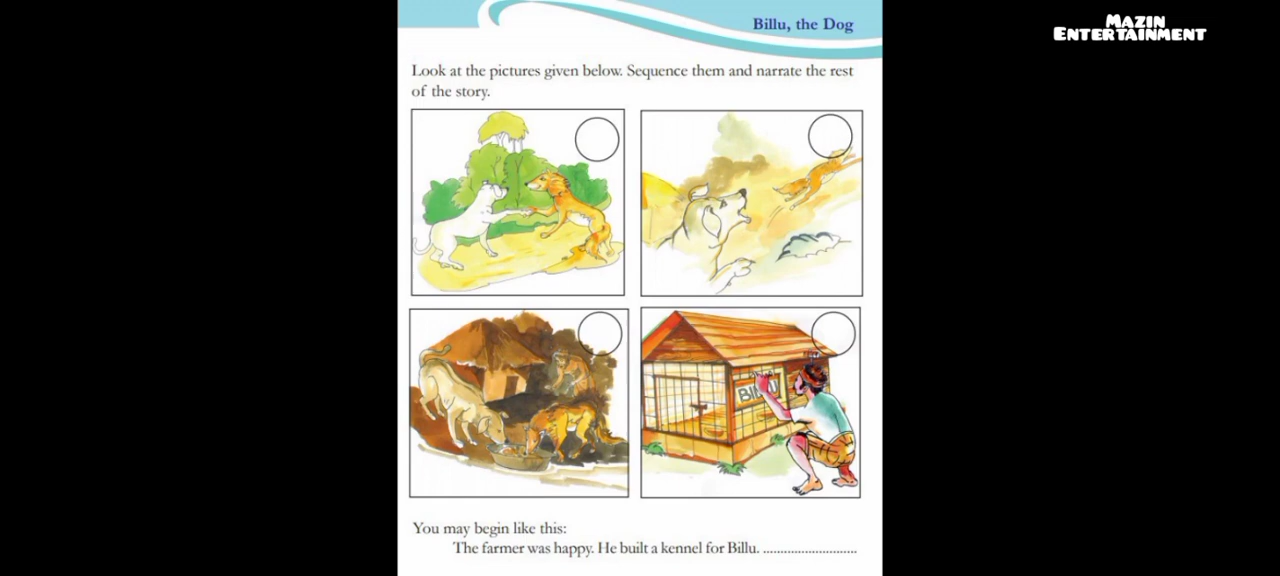 Billu, the Dog
MAZIN
ENTERTAINMENT
Look at the pictures given below. Sequence them and narrate the rest
of the story.
BILLU
You may begin like this:
The farmer was happy. He built a kennel for Billu. ...........................